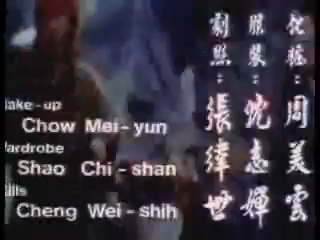 ake-up
Chow Mei-yun
ardrobe
Shao Chi-shan
ills
Cheng Wei-shih
化粧：周美雲
服裝：沈志嬋
劇照：張緯世